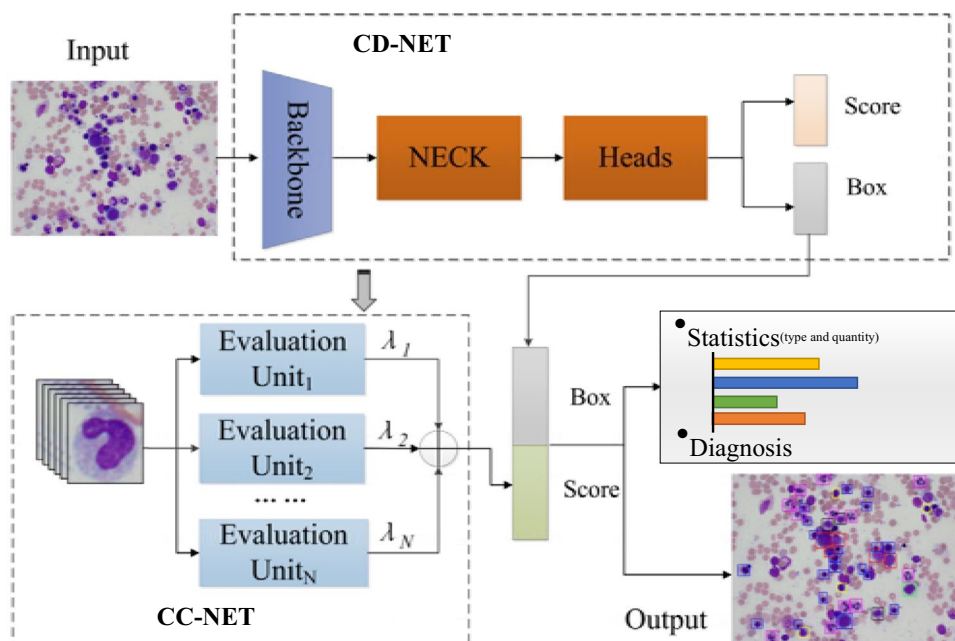 CD-NET
Input
Backbone
NECK
Heads
Score
Box
Evaluation
Unit1
λ1
Evaluation
Unit2
λ2
... ...
Evaluation
UnitN
λN
CC-NET
Box
Score
• Statistics(type and quantity)
• Diagnosis
Output